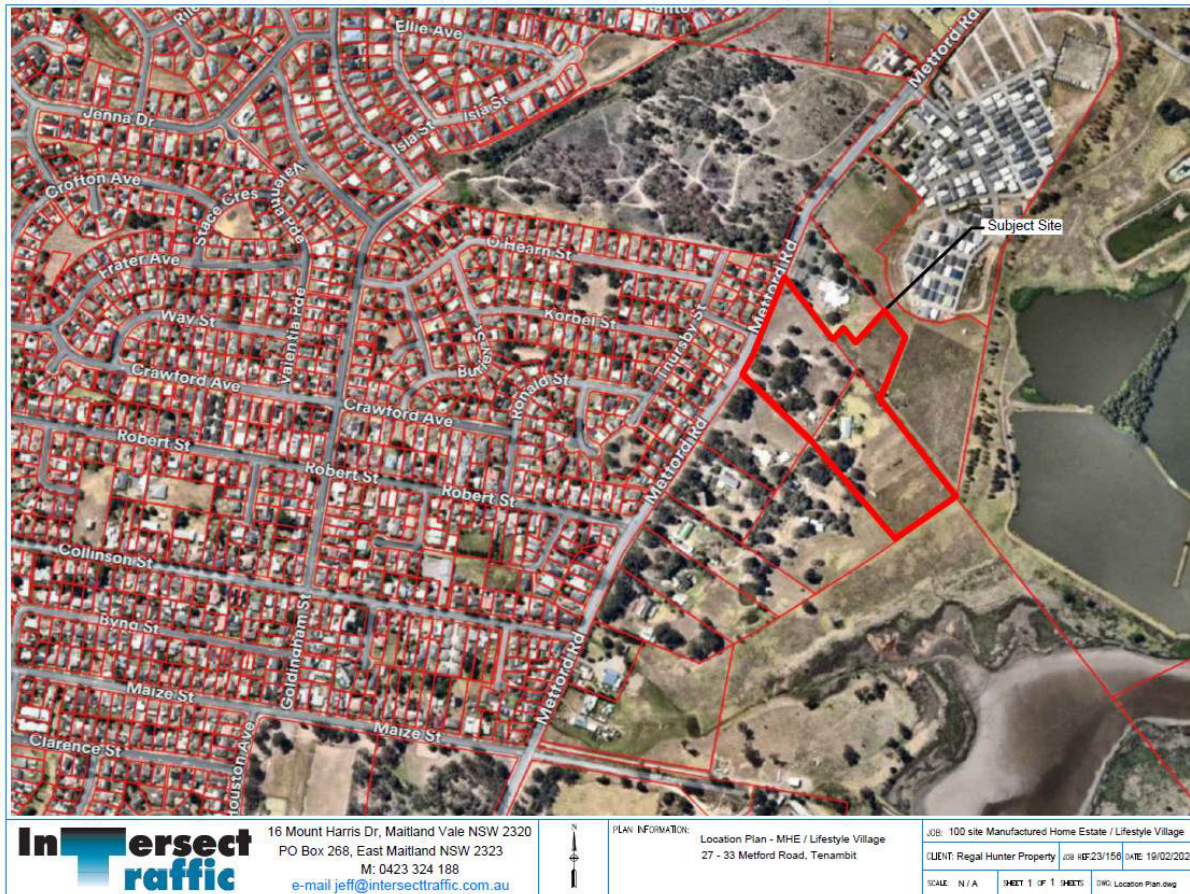 Ellie Ave
Metford Rd
Jenna Dr
Isla St
Isla St
Crofton Ave
Stace Cres
Valentia Pde
Subject Site
O'Hearn St
Frater Ave
Metford Rd
Way St
Valentia Pde
Korbel St
Thursby St
Crawford Ave
Ronald St
Crawford Ave
Robert St
Robert St
Robert St
Metford Rd
Collinson St
Byng St
Goldingham St
Maize St
Metford Rd
Maize St
Clarence St
Houston Ave
Intersect
Traffic
16 Mount Harris Dr, Maitland Vale NSW 2320
PO Box 268, East Maitland NSW 2323
M: 0423 324 188
e-mail jeff@intersecttraffic.com.au
N
PLAN INFORMATION:
Location Plan - MHE / Lifestyle Village
27 - 33 Metford Road, Tenambit
JOB: 100 site Manufactured Home Estate / Lifestyle Village
CLIENT: Regal Hunter Property JOB REF: 23/156 DATE: 19/02/202
SCALE: N / A SHEET 1 OF 1 SHEETS DWG: Location Plan.dwg